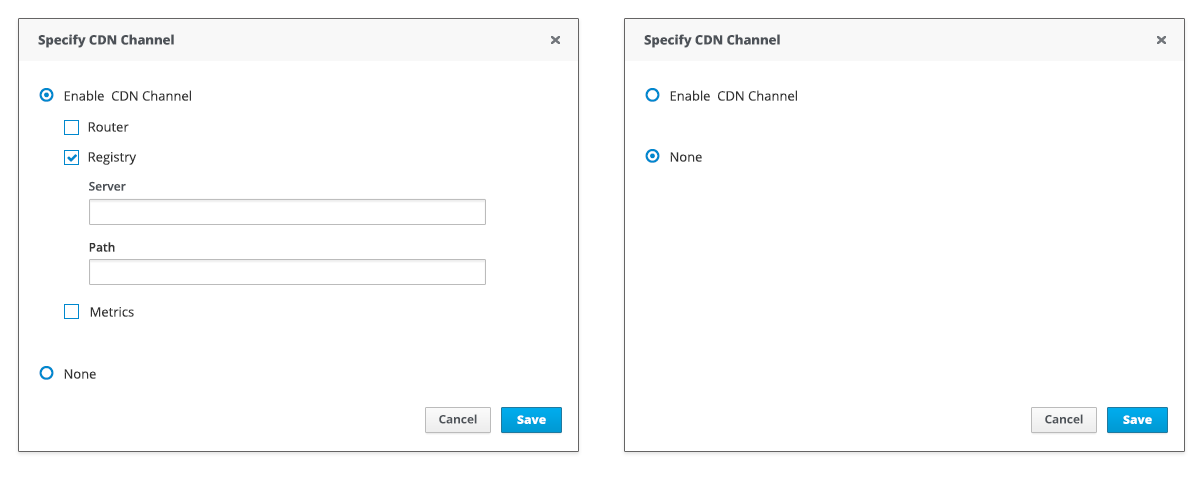 Specify CDN Channel
Enable CDN Channel
Router
Registry
Server
Path
Metrics
None
Cancel
Save
Specify CDN Channel
Enable CDN Channel
None
Cancel
Save